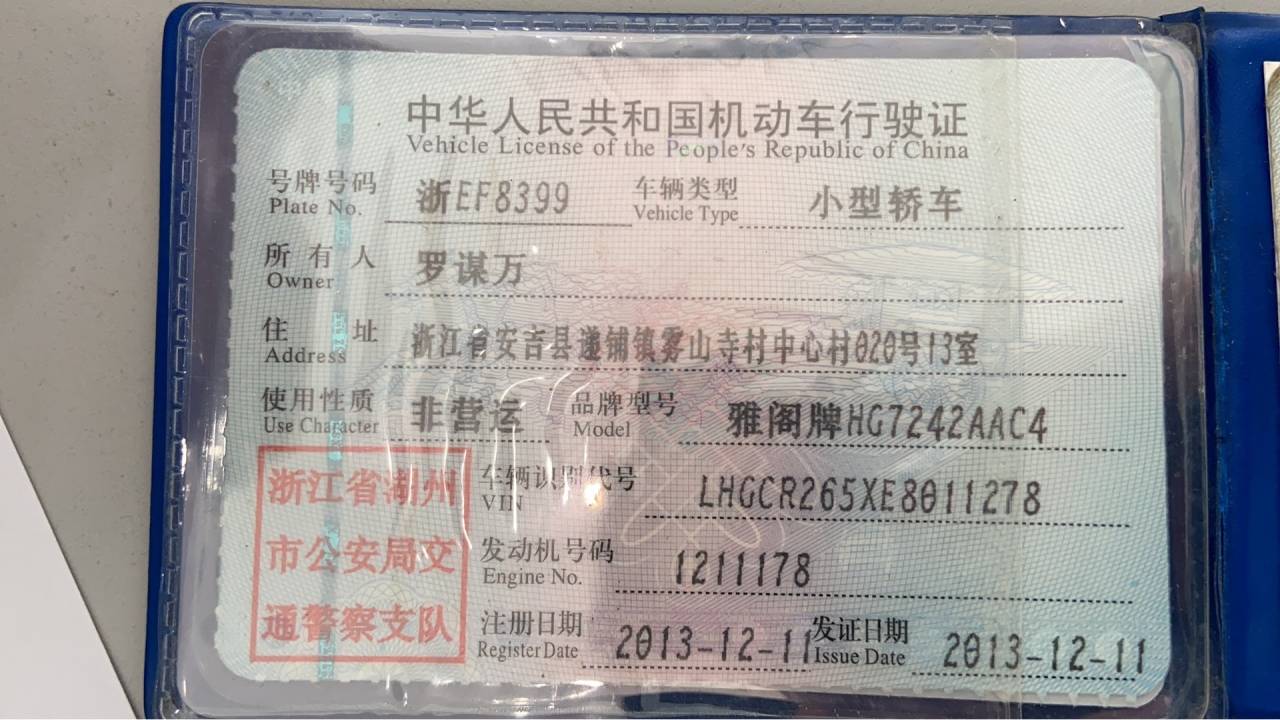 中华人民共和国机动车行驶证
Vehicle License of the People's Republic of China
号牌号码 浙EF8399 车辆类型 小型轿车
Plate No. Vehicle Type
所有人 罗谋万
Owner
住址 浙江省安吉县递铺镇雾山寺村中心村020号13室
Address
使用性质 非营运 品牌型号 雅阁牌HG7242AAC4
Use Character Model
浙江省湖州 车辆识别代号 LHGCR265XE8011278
VIN
市公安局交 发动机号码 1211178
Engine No.
通警察支队 注册日期 2013-12-11 发证日期 2013-12-11
Register Date Issue Date